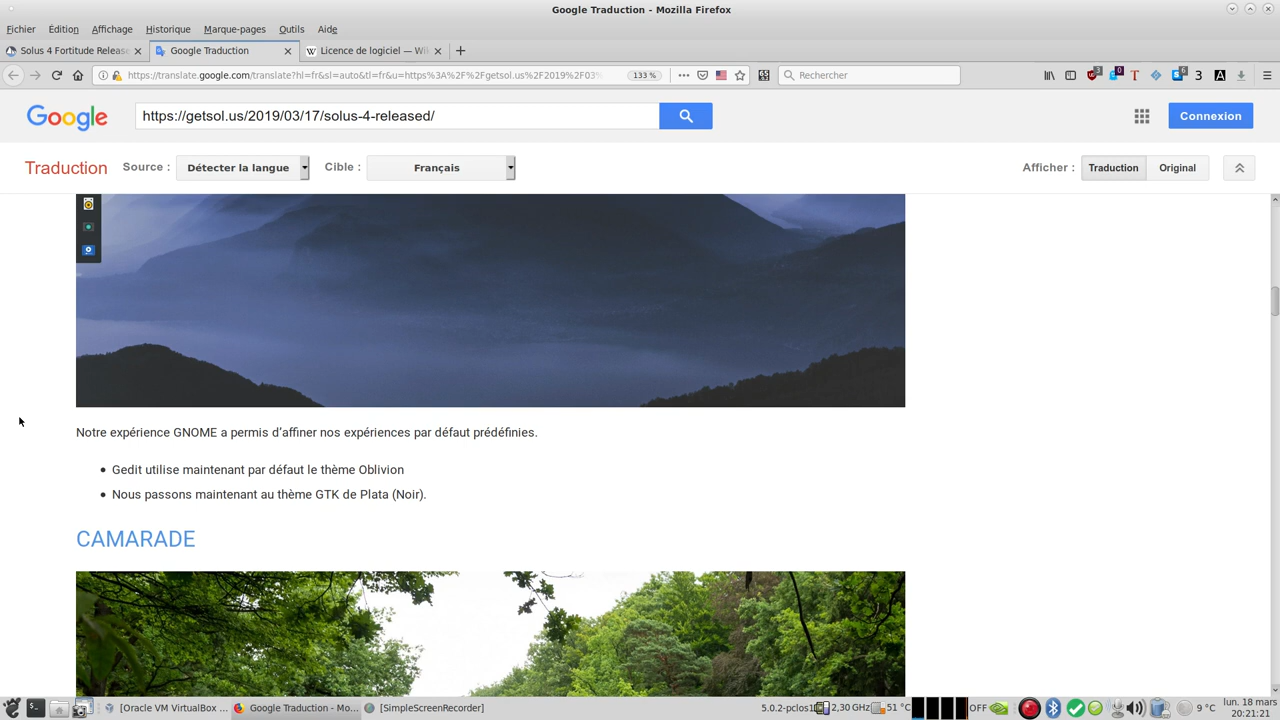 Google Traduction - Mozilla Firefox
Fichier Édition Affichage Historique Marque-pages Outils Aide
Solus 4 Fortitude Release
Google Traduction
Licence de logiciel — Wi
https://translate.google.com/translate?hl=fr&sl=auto&tl=fr&u=https%3A%2F%2Fgetsol.us%2F2019%2F03%
133 %
Rechercher
Google
https://getsol.us/2019/03/17/solus-4-released/
Connexion
Traduction Source : Détecter la langue Cible : Français Afficher : Traduction Original
Notre expérience GNOME a permis d'affiner nos expériences par défaut prédéfinies.
Gedit utilise maintenant par défaut le thème Oblivion
Nous passons maintenant au thème GTK de Plata (Noir).
CAMARADE
[Oracle VM VirtualBox ...
Google Traduction - Mo...
[SimpleScreenRecorder]
5.0.2-pclos1
2,30 GHz
51 °C
OFF
9 °C
lun. 18 mars
20:21:21